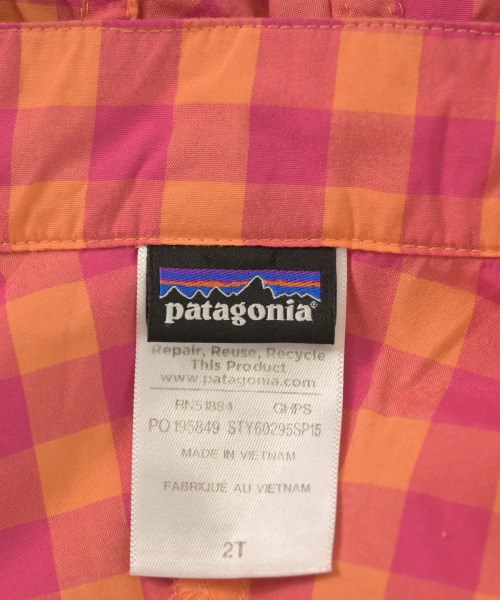 patagonia®
Repair, Reuse, Recycle
This Product
www.patagonia.com
RN51884 GHPS
PO 195849 STY60295SP15
MADE IN VIETNAM
FABRIQUE AU VIETNAM
2T